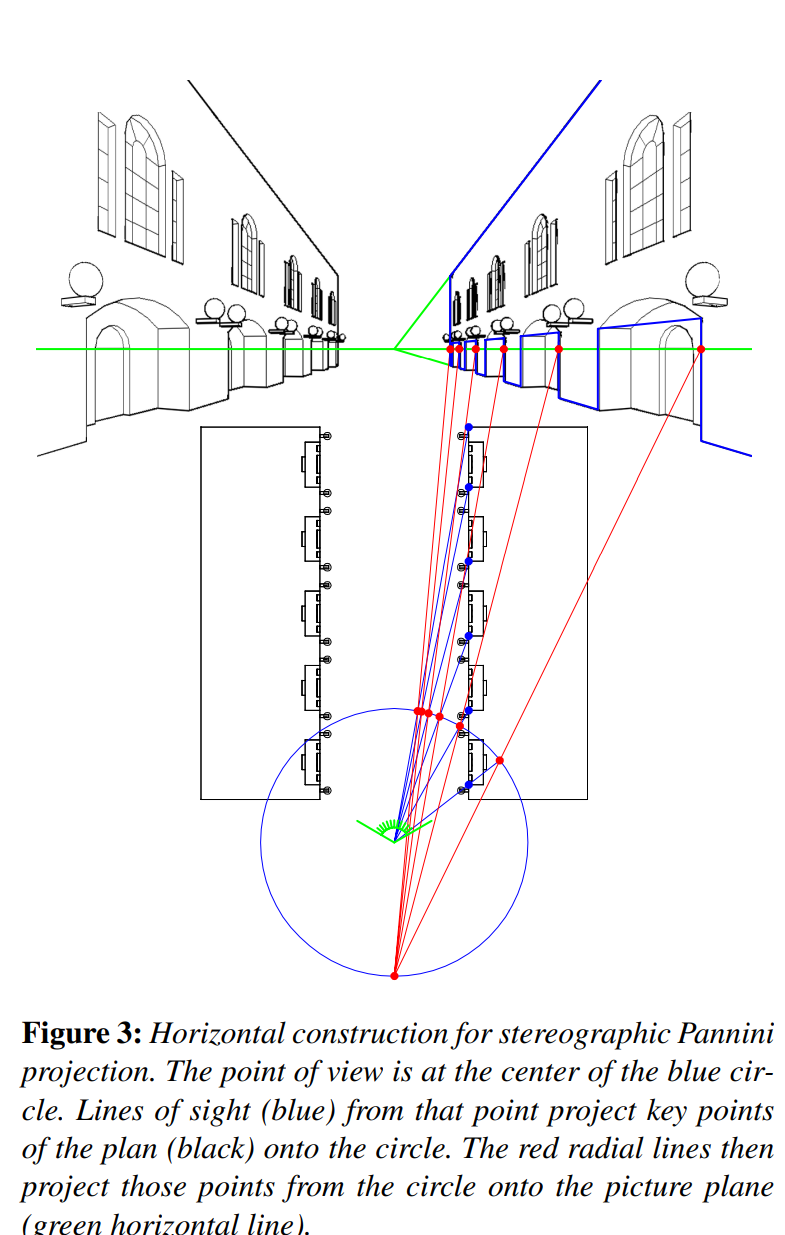 Figure 3: Horizontal construction for stereographic Pannini
projection. The point of view is at the center of the blue cir-
cle. Lines of sight (blue) from that point project key points
of the plan (black) onto the circle. The red radial lines then
project those points from the circle onto the picture plane
(green horizontal line).